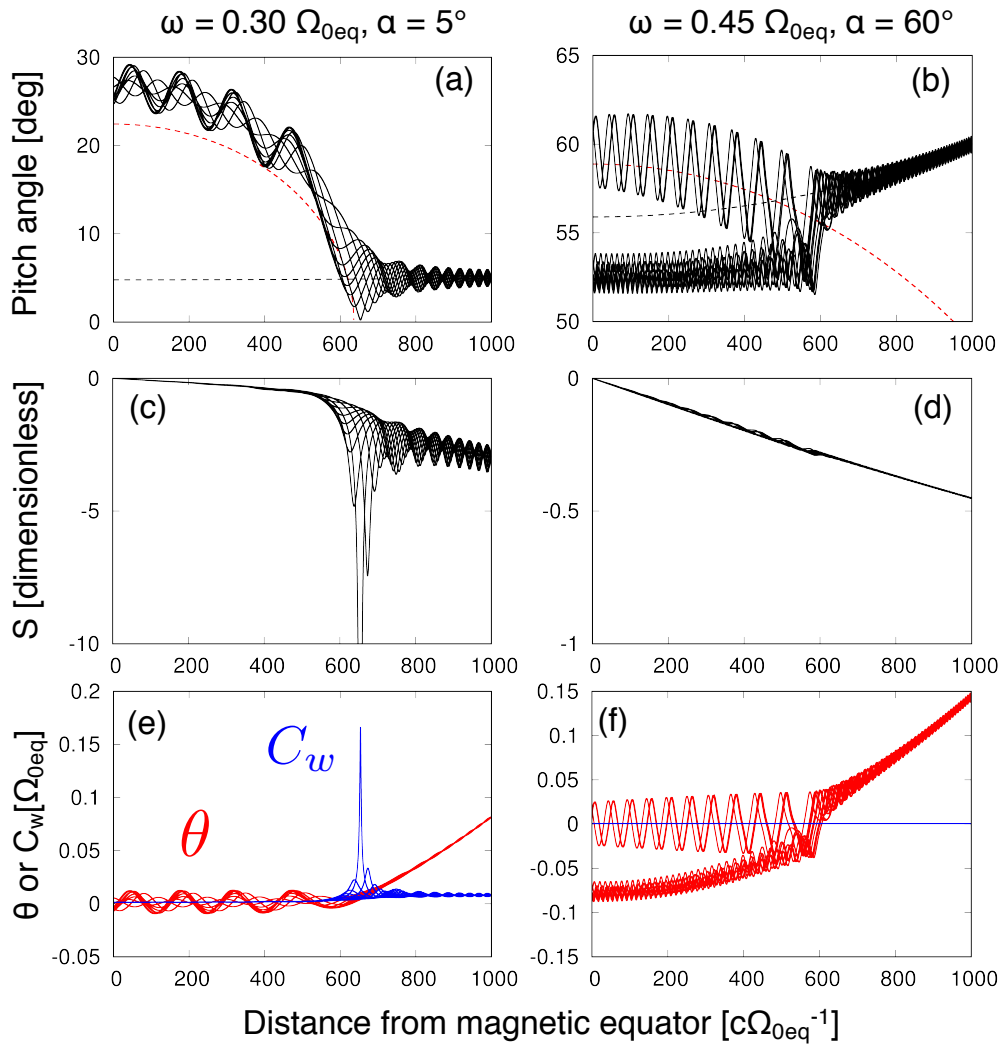 ω = 0.30 Ω0eq, α = 5°
ω = 0.45 Ω0eq, α = 60°
Pitch angle [deg]
30
20
10
0
(a)
0 200 400 600 800 1000
65
60
55
50
(b)
0 200 400 600 800 1000
S [dimensionless]
0
-5
-10
(c)
0 200 400 600 800 1000
0
-0.5
-1
(d)
0 200 400 600 800 1000
θ or Cw[Ω0eq]
0.2
0.15
0.1
0.05
0
-0.05
(e)
Cw
θ
0 200 400 600 800 1000
0.15
0.1
0.05
0
-0.05
-0.1
0.15
(f)
0 200 400 600 800 1000
Distance from magnetic equator [cΩ0eq-1]